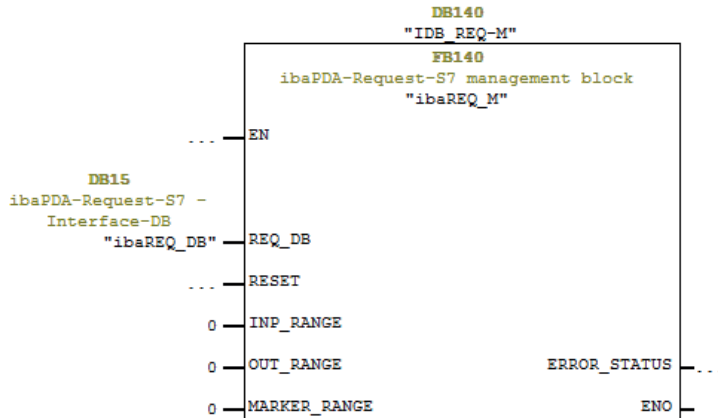 DB140
"IDB_REQ-M"
FB140
ibaPDA-Request-S7 management block
"ibaREQ_M"
... EN
DB15
ibaPDA-Request-S7 -
Interface-DB
"ibaREQ_DB" REQ_DB
... RESET
0 INP_RANGE
0 OUT_RANGE ERROR_STATUS ..
0 MARKER_RANGE ENO